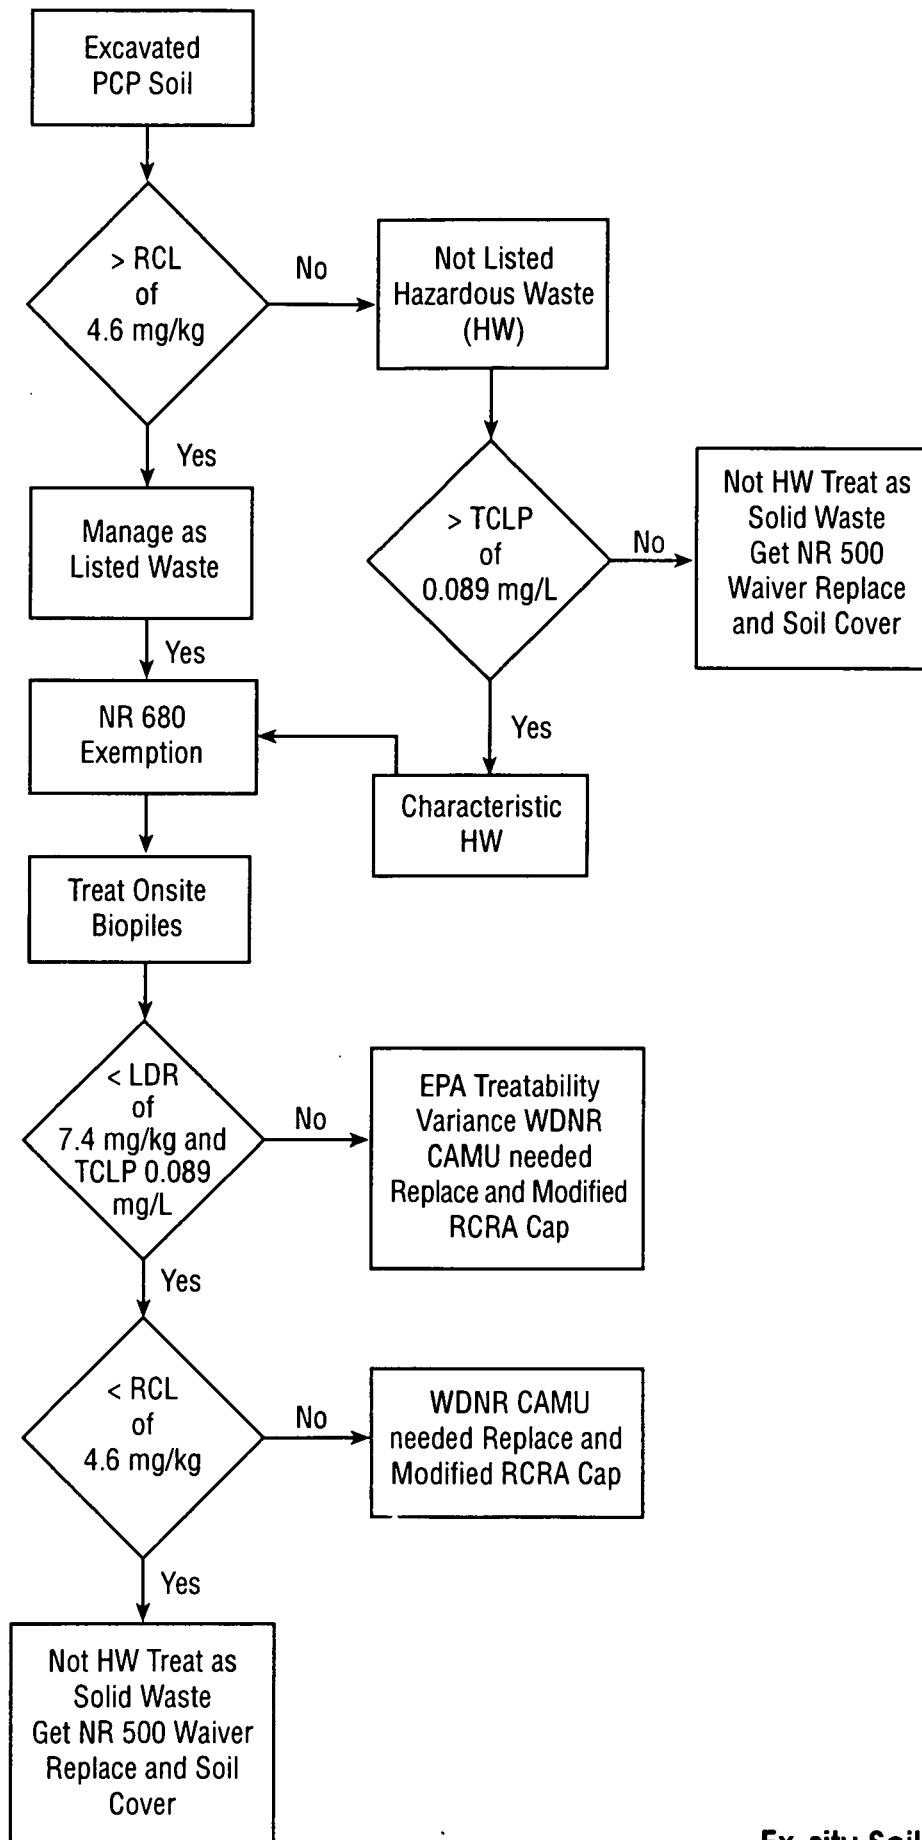 Excavated
PCP Soil
> RCL
of
4.6 mg/kg
No
Not Listed
Hazardous Waste
(HW)
Yes
Manage as
Listed Waste
> TCLP
of
0.089 mg/L
No
Not HW Treat as
Solid Waste
Get NR 500
Waiver Replace
and Soil Cover
Yes
NR 680
Exemption
Yes
Characteristic
HW
Treat Onsite
Biopiles
< LDR
of
7.4 mg/kg and
TCLP 0.089
mg/L
No
EPA Treatability
Variance WDNR
CAMU needed
Replace and Modified
RCRA Cap
Yes
< RCL
of
4.6 mg/kg
No
WDNR CAMU
needed Replace and
Modified RCRA Cap
Yes
Not HW Treat as
Solid Waste
Get NR 500 Waiver
Replace and Soil
Cover